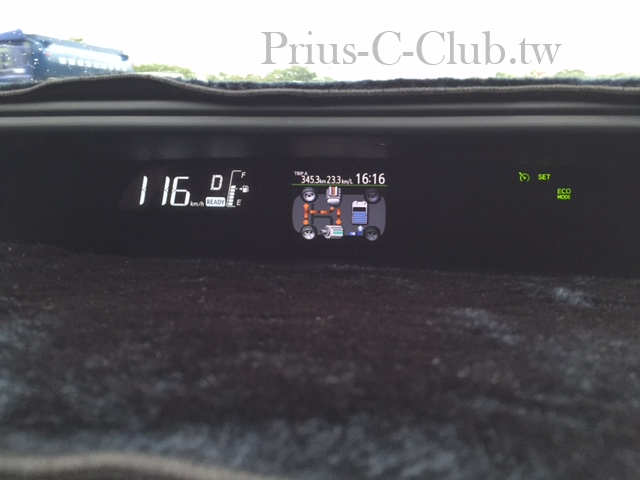 Prius-C-Club.tw
116 km/h D READY F E
TRIP A
345.3km 23.3km/L 16:16
SET
ECO
MODE